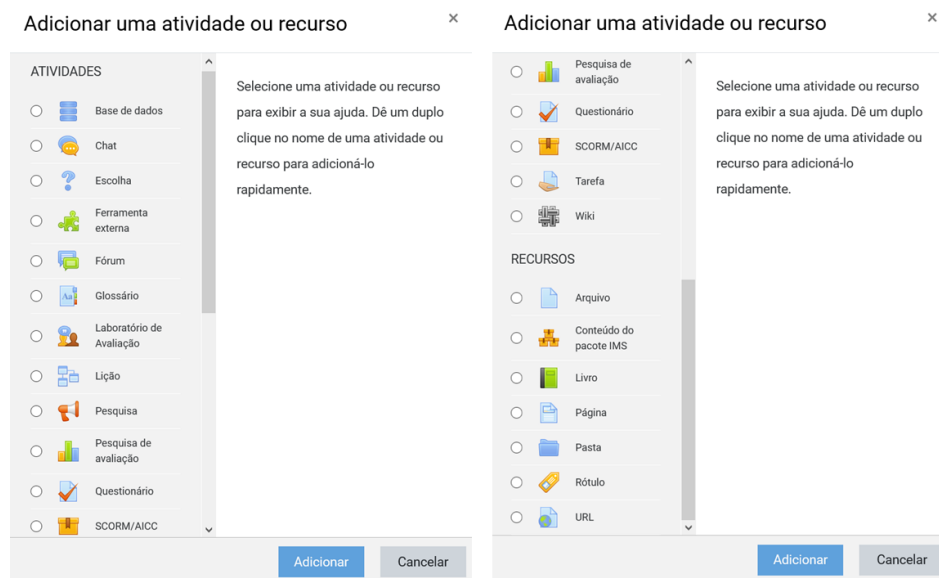 Adicionar uma atividade ou recurso
×
ATIVIDADES
Base de dados
Chat
Escolha
Ferramenta
externa
Fórum
Glossário
Laboratório de
Avaliação
Lição
Pesquisa
Pesquisa de
avaliação
Questionário
SCORM/AICC
Selecione uma atividade ou recurso
para exibir a sua ajuda. Dê um duplo
clique no nome de uma atividade ou
recurso para adicioná-lo
rapidamente.
Adicionar
Cancelar
Adicionar uma atividade ou recurso
×
Pesquisa de
avaliação
Questionário
SCORM/AICC
Tarefa
Wiki
RECURSOS
Arquivo
Conteúdo do
pacote IMS
Livro
Página
Pasta
Rótulo
URL
Selecione uma atividade ou recurso
para exibir a sua ajuda. Dê um duplo
clique no nome de uma atividade ou
recurso para adicioná-lo
rapidamente.
Adicionar
Cancelar